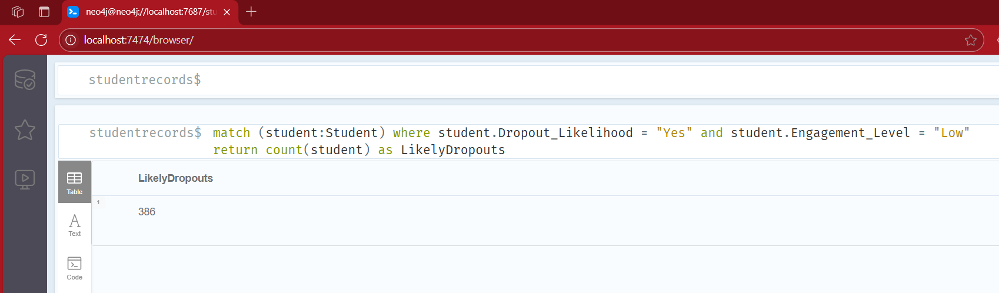 neo4j@neo4j://localhost:7687/stu
localhost:7474/browser/
studentrecords$
studentrecords$ match (student:Student) where student.Dropout_Likelihood = "Yes" and student.Engagement_Level = "Low"
return count(student) as LikelyDropouts
Table
LikelyDropouts
1
386
Text
Code